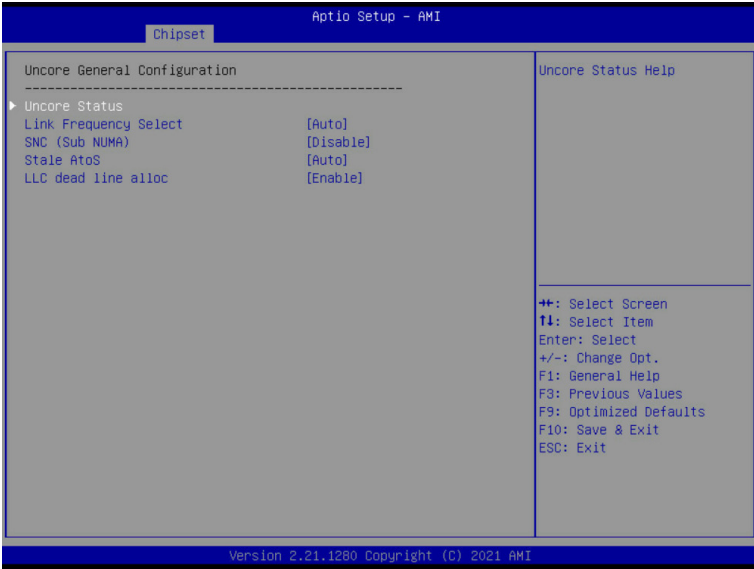 Aptio Setup – AMI
Chipset
Uncore General Configuration
--------------------------------------------------
Uncore Status
Link Frequency Select [Auto]
SNC (Sub NUMA) [Disable]
Stale AtoS [Auto]
LLC dead line alloc [Enable]
Uncore Status Help
→←: Select Screen
↑↓: Select Item
Enter: Select
+/-: Change Opt.
F1: General Help
F3: Previous Values
F9: Optimized Defaults
F10: Save & Exit
ESC: Exit
Version 2.21.1280 Copyright (C) 2021 AMI